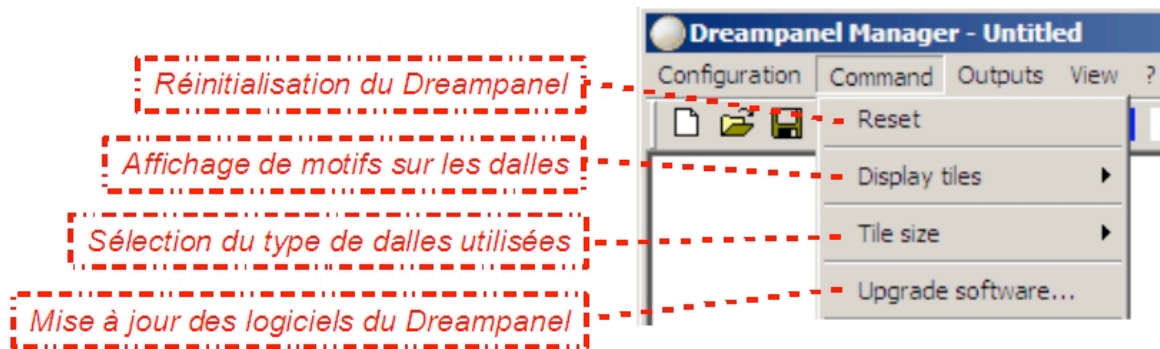 Dreampanel Manager - Untitled
Configuration Command Outputs View ?
Réinitialisation du Dreampanel
Reset
Affichage de motifs sur les dalles
Display tiles
Sélection du type de dalles utilisées
Tile size
Mise à jour des logiciels du Dreampanel
Upgrade software...